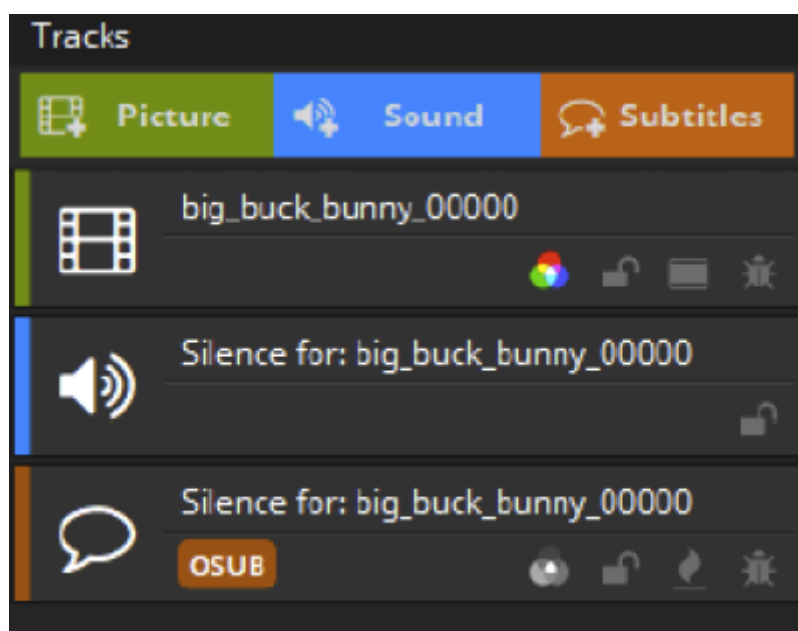 Tracks
Picture Sound Subtitles
big_buck_bunny_00000
Silence for: big_buck_bunny_00000
Silence for: big_buck_bunny_00000
OSUB